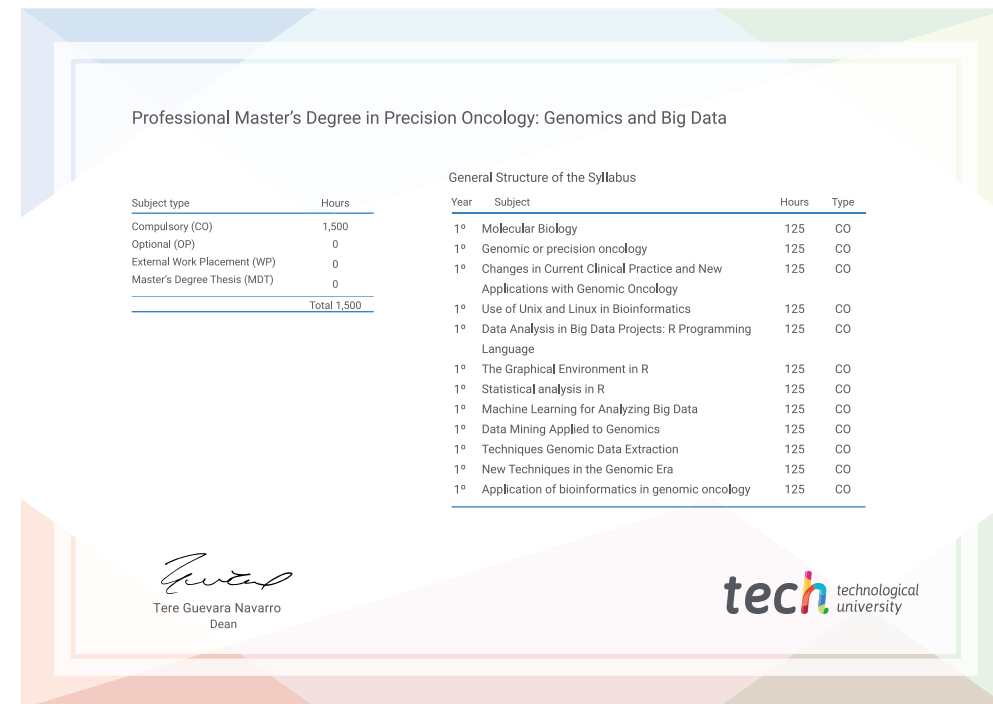 Professional Master's Degree in Precision Oncology: Genomics and Big Data
Subject type Hours
Compulsory (CO) 1,500
Optional (OP) 0
External Work Placement (WP) 0
Master's Degree Thesis (MDT) 0
Total 1,500
General Structure of the Syllabus
Year Subject Hours Type
1º Molecular Biology 125 CO
1º Genomic or precision oncology 125 CO
1º Changes in Current Clinical Practice and New 125 CO
Applications with Genomic Oncology
1º Use of Unix and Linux in Bioinformatics 125 CO
1º Data Analysis in Big Data Projects: R Programming 125 CO
Language
1º The Graphical Environment in R 125 CO
1º Statistical analysis in R 125 CO
1º Machine Learning for Analyzing Big Data 125 CO
1º Data Mining Applied to Genomics 125 CO
1º Techniques Genomic Data Extraction 125 CO
1º New Techniques in the Genomic Era 125 CO
1º Application of bioinformatics in genomic oncology 125 CO
Tere Guevara Navarro
Dean
tech technological
university